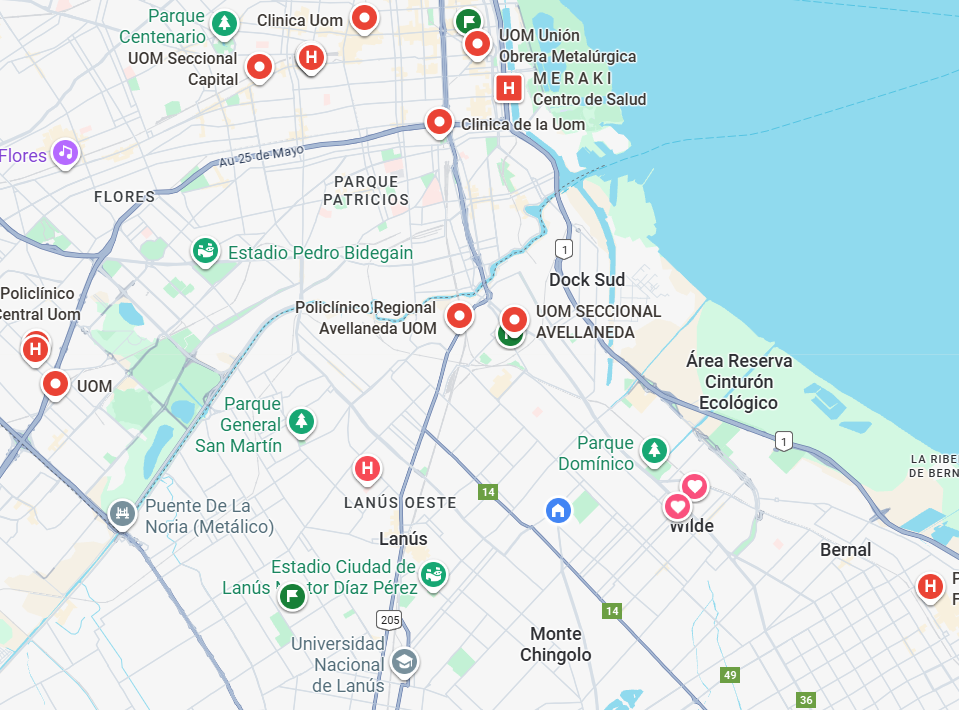 Parque
Centenario
Clinica Uom
UOM Unión
Obrera Metalúrgica
UOM Seccional
Capital
H
H
M E R A K I
Centro de Salud
Clinica de la Uom
Au 25 de Mayo
Flores
FLORES
PARQUE
PATRICIOS
Estadio Pedro Bidegain
1
Dock Sud
Policlínico
Central Uom
H
Policlínico Regional
Avellaneda UOM
UOM SECCIONAL
AVELLANEDA
UOM
Área Reserva
Cinturón
Ecológico
Parque
General
San Martín
1
Parque
Domínico
LA RIBE
DE BERN
H
LANÚS OESTE
14
Puente De La
Noria (Metálico)
Wilde
Lanús
Bernal
Estadio Ciudad de
Lanús
Díaz Pérez
H
P
F
14
205
Universidad
Nacional
de Lanús
Monte
Chingolo
49
36